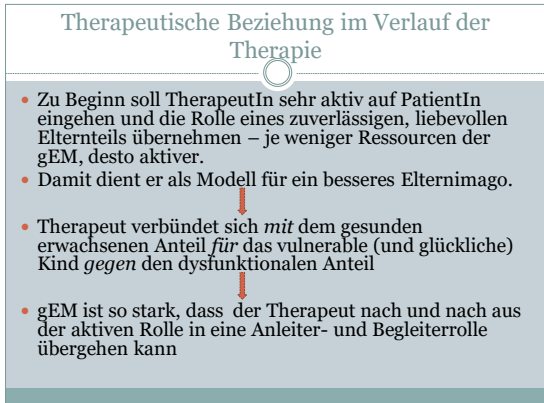 Therapeutische Beziehung im Verlauf der
Therapie
• Zu Beginn soll TherapeutIn sehr aktiv auf PatientIn
eingehen und die Rolle eines zuverlässigen, liebevollen
Elternteils übernehmen – je weniger Ressourcen der
gEM, desto aktiver.
• Damit dient er als Modell für ein besseres Elternimago.
• Therapeut verbündet sich mit dem gesunden
erwachsenen Anteil für das vulnerable (und glückliche)
Kind gegen den dysfunktionalen Anteil
• gEM ist so stark, dass der Therapeut nach und nach aus
der aktiven Rolle in eine Anleiter- und Begleiterrolle
übergehen kann